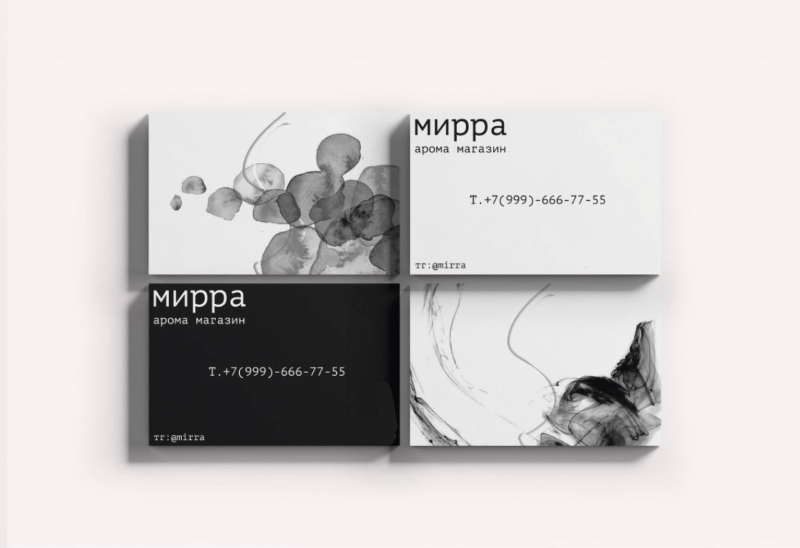 мирра
арома магазин
Т.+7(999)-666-77-55
тг:@mirra
мирра
арома магазин
Т.+7(999)-666-77-55
тг:@mirra